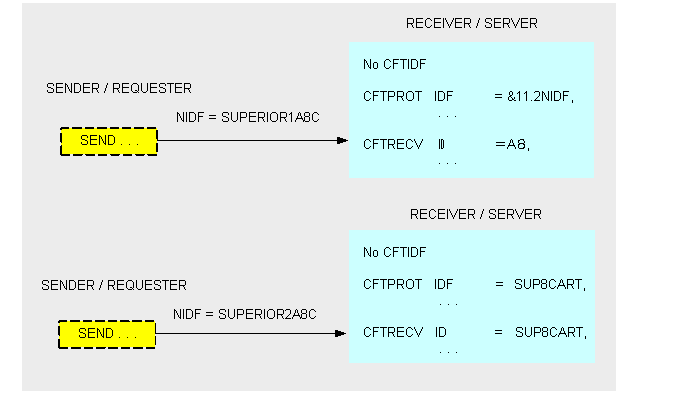 RECEIVER / SERVER
No CFTIDF
SENDER / REQUESTER
CFTPROT IDF = &11.2NIDF,
. . .
NIDF = SUPERIOR1A8C
SEND . . .
CFTRECV ID =A8,
. . .
RECEIVER / SERVER
No CFTIDF
SENDER / REQUESTER
CFTPROT IDF = SUP8CART,
. . .
NIDF = SUPERIOR2A8C
SEND . . .
CFTRECV ID = SUP8CART,
. . .